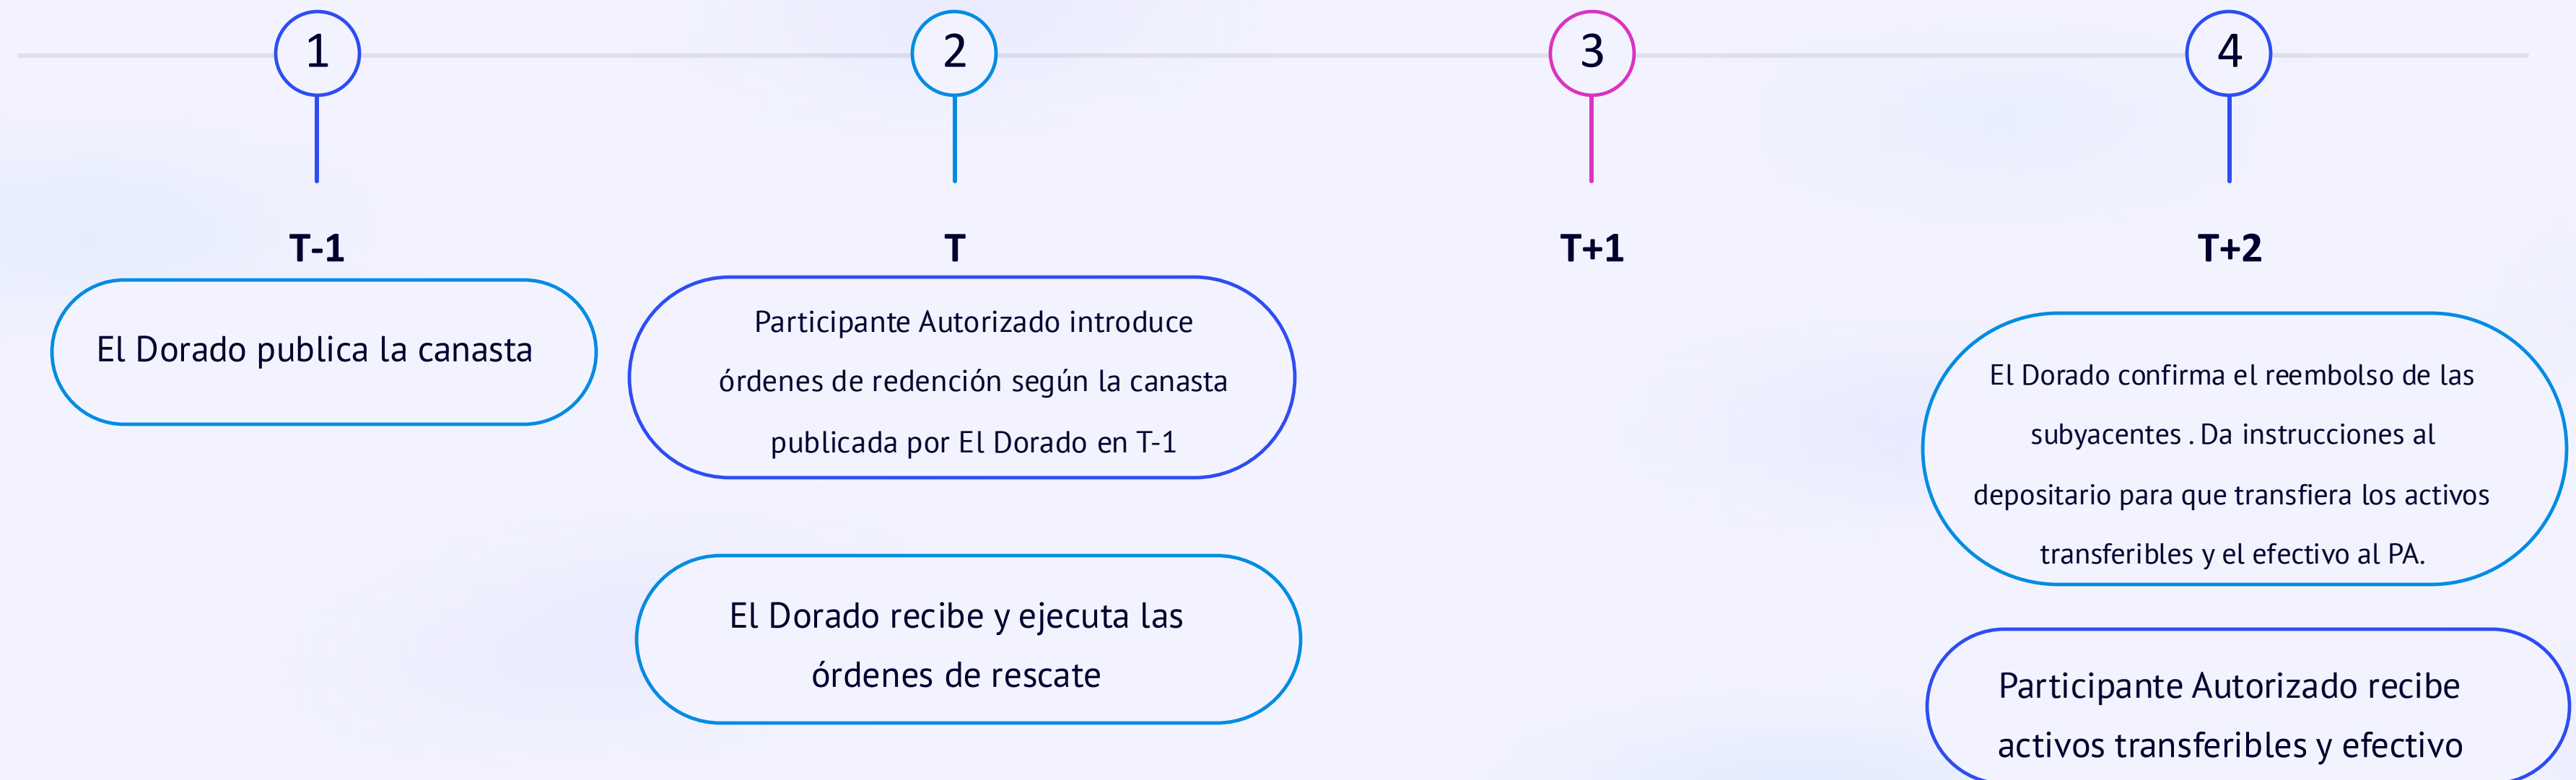 1
2
3
4
T-1
T
T+1
T+2
El Dorado publica la canasta
Participante Autorizado introduce
órdenes de redención según la canasta
publicada por El Dorado en T-1
El Dorado recibe y ejecuta las
órdenes de rescate
El Dorado confirma el reembolso de las
subyacentes . Da instrucciones al
depositario para que transfiera los activos
transferibles y el efectivo al PA.
Participante Autorizado recibe
activos transferibles y efectivo